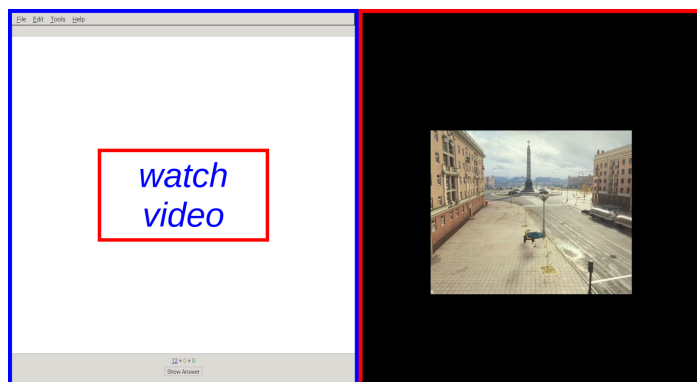 File Edit Tools Help
watch
video
12 + 0 + 0
Show Answer